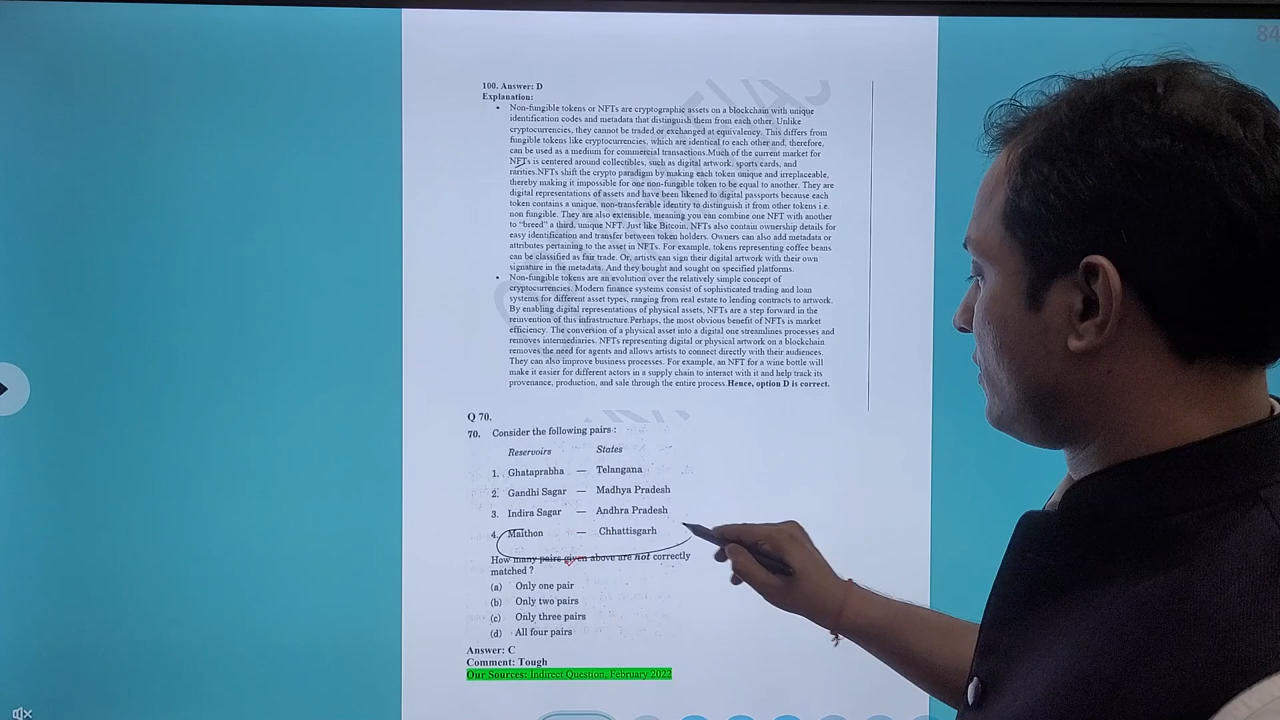 84
100. Answer: D
Explanation:
• Non-fungible tokens or NFTs are cryptographic assets on a blockchain with unique
identification codes and metadata that distinguish them from each other. Unlike
cryptocurrencies, they cannot be traded or exchanged at equivalency. This differs from
fungible tokens like cryptocurrencies, which are identical to each other and, therefore,
can be used as a medium for commercial transactions.Much of the current market for
NFTs is centered around collectibles, such as digital artwork, sports cards, and
rarities.NFTs shift the crypto paradigm by making each token unique and irreplaceable,
thereby making it impossible for one non-fungible token to be equal to another. They are
digital representations of assets and have been likened to digital passports because each
token contains a unique, non-transferable identity to distinguish it from other tokens i.e.
non fungible. They are also extensible, meaning you can combine one NFT with another
to "breed" a third, unique NFT. Just like Bitcoin, NFTs also contain ownership details for
easy identification and transfer between token holders. Owners can also add metadata or
attributes pertaining to the asset in NFTs. For example, tokens representing coffee beans
can be classified as fair trade. Or, artists can sign their digital artwork with their own
signature in the metadata. And they bought and sought on specified platforms.
• Non-fungible tokens are an evolution over the relatively simple concept of
cryptocurrencies. Modern finance systems consist of sophisticated trading and loan
systems for different asset types, ranging from real estate to lending contracts to artwork.
By enabling digital representations of physical assets, NFTs are a step forward in the
reinvention of this infrastructure.Perhaps, the most obvious benefit of NFTs is market
efficiency. The conversion of a physical asset into a digital one streamlines processes and
removes intermediaries. NFTs representing digital or physical artwork on a blockchain
removes the need for agents and allows artists to connect directly with their audiences.
They can also improve business processes. For example, an NFT for a wine bottle will
make it easier for different actors in a supply chain to interact with it and help track its
provenance, production, and sale through the entire process.Hence, option D is correct.
Q 70.
70. Consider the following pairs :
Reservoirs States
1. Ghataprabha — Telangana
2. Gandhi Sagar — Madhya Pradesh
3. Indira Sagar — Andhra Pradesh
4. Maithon — Chhattisgarh
How many pairs given above are not correctly
matched ?
(a) Only one pair
(b) Only two pairs
(c) Only three pairs
(d) All four pairs
Answer: C
Comment: Tough
Our Sources: Indirect Question, February 2022